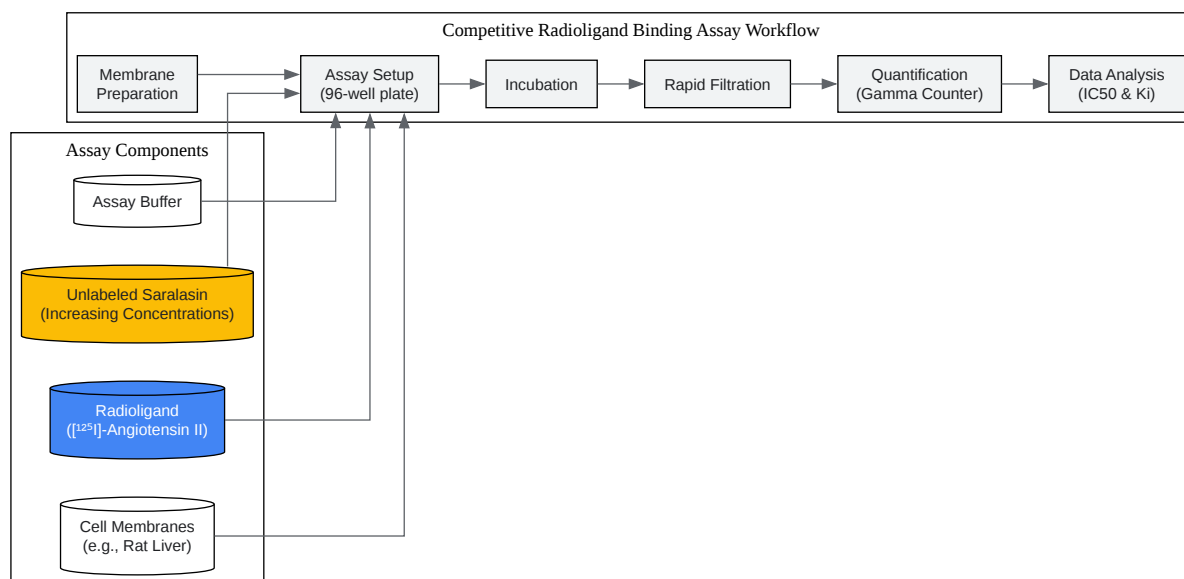 Competitive Radioligand Binding Assay Workflow
Membrane
Preparation
Assay Setup
(96-well plate)
Incubation
Rapid Filtration
Quantification
(Gamma Counter)
Data Analysis
(IC50 & Ki)
Assay Components
Assay Buffer
Unlabeled Saralasin
(Increasing Concentrations)
Radioligand
([¹²⁵I]-Angiotensin II)
Cell Membranes
(e.g., Rat Liver)